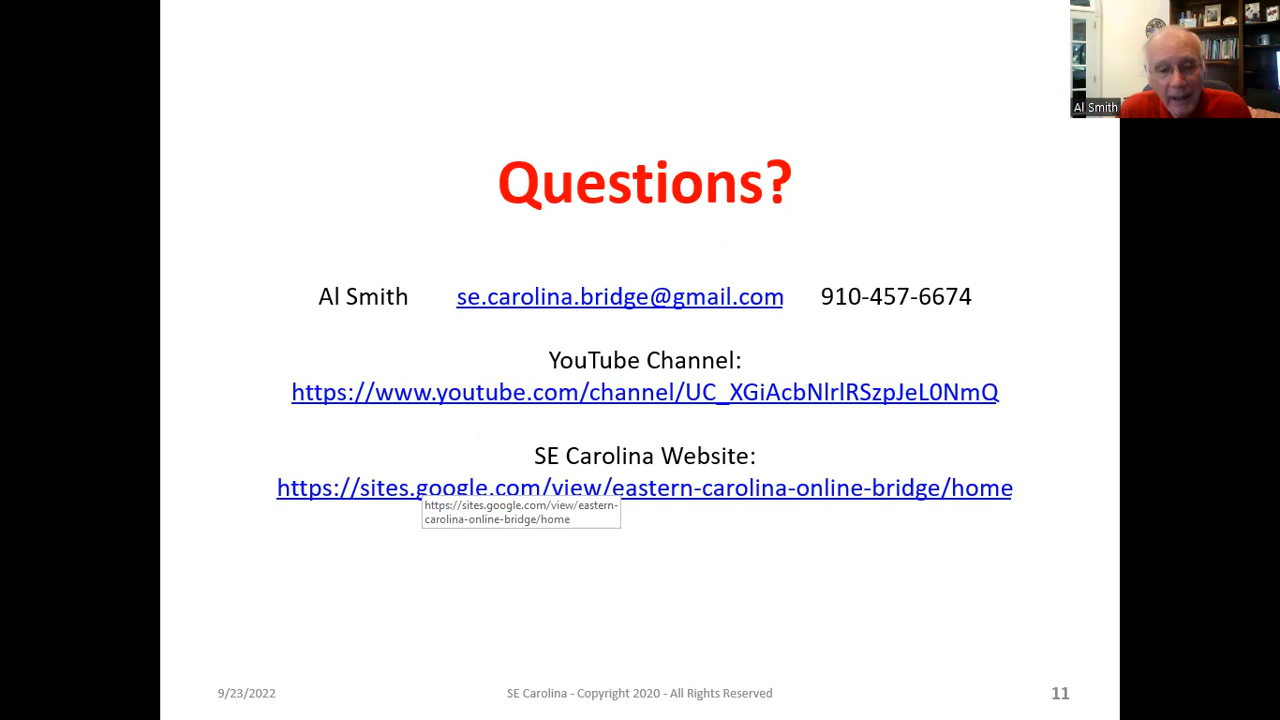 Al Smith
Questions?
Al Smith se.carolina.bridge@gmail.com 910-457-6674
YouTube Channel:
https://www.youtube.com/channel/UC_XGiAcbNlrlRSzpJeL0NmQ
SE Carolina Website:
https://sites.google.com/view/eastern-carolina-online-bridge/home
https://sites.google.com/view/eastern-
carolina-online-bridge/home
9/23/2022 SE Carolina - Copyright 2020 - All Rights Reserved 11